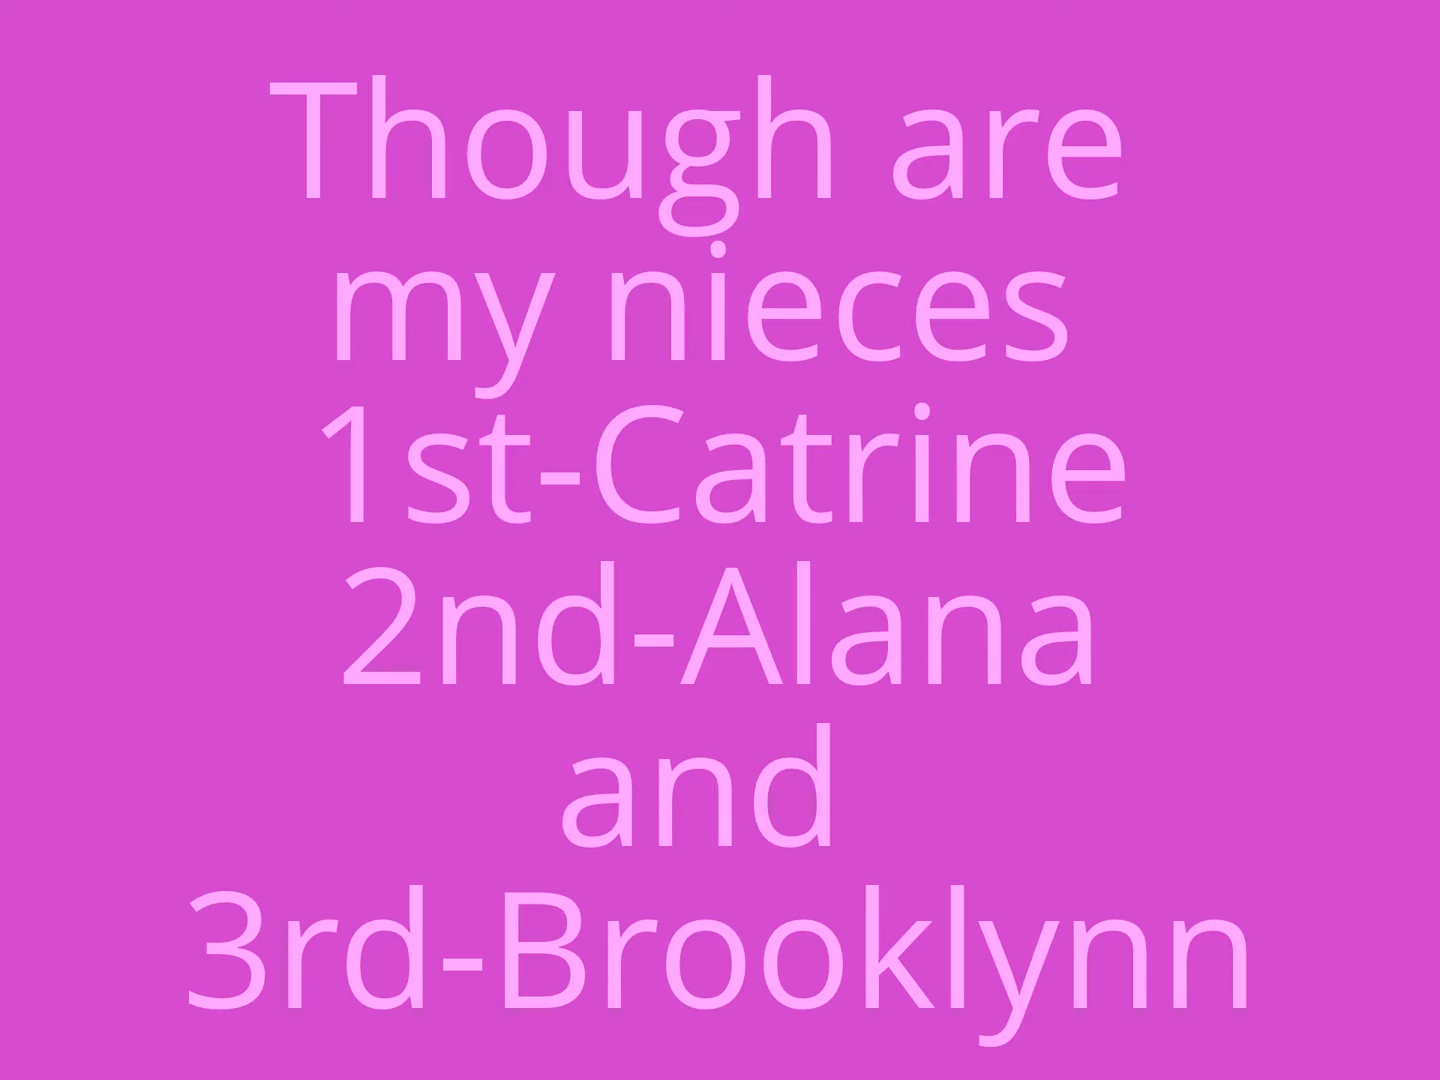 Though are
my nieces
1st-Catrine
2nd-Alana
and
3rd-Brooklynn